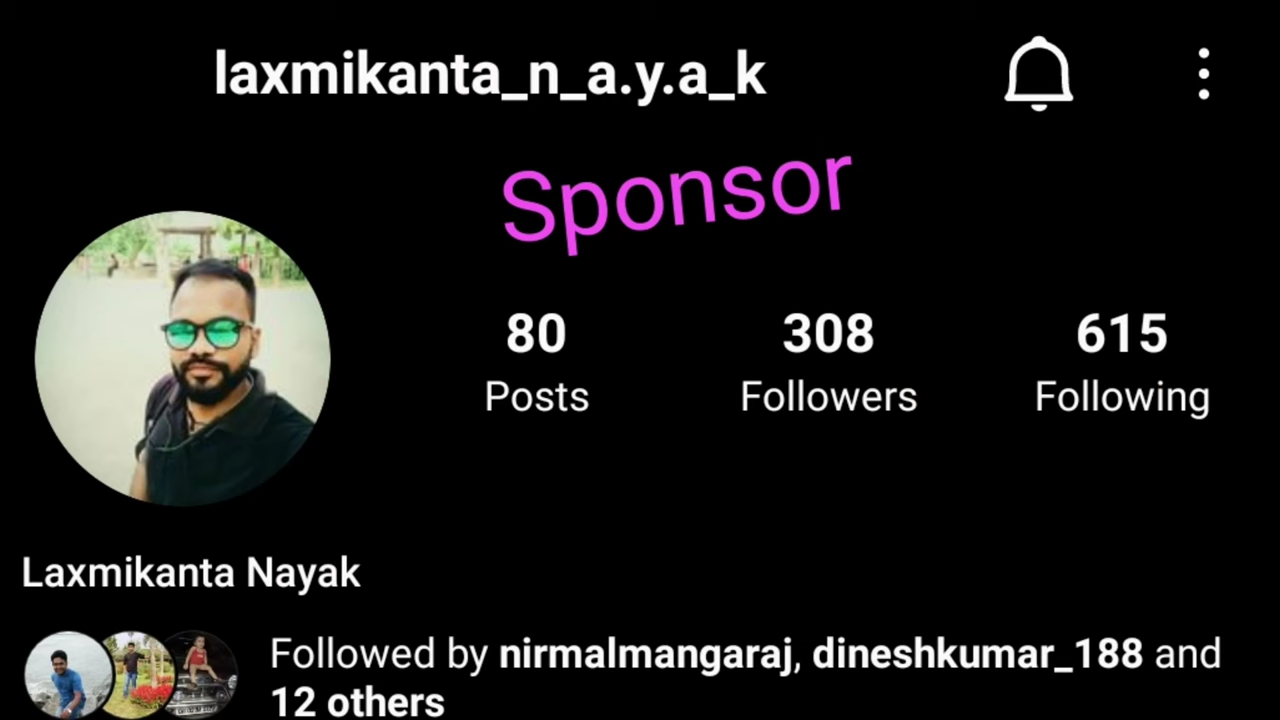 laxmikanta_n_a.y.a_k
Sponsor
80 308 615
Posts Followers Following
Laxmikanta Nayak
Followed by nirmalmangaraj, dineshkumar_188 and
12 others